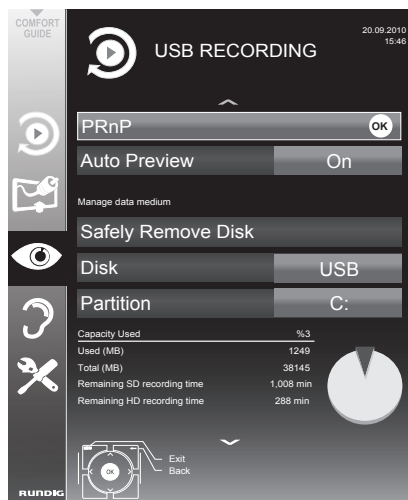 COMFORT
GUIDE
USB RECORDING
20.09.2010
15:46
PRnP
OK
Auto Preview On
Manage data medium
Safely Remove Disk
Disk USB
Partition C:
Capacity Used %3
Used (MB) 1249
Total (MB) 38145
Remaining SD recording time 1,008 min
Remaining HD recording time 288 min
Exit
OK
Back
RUNDIG